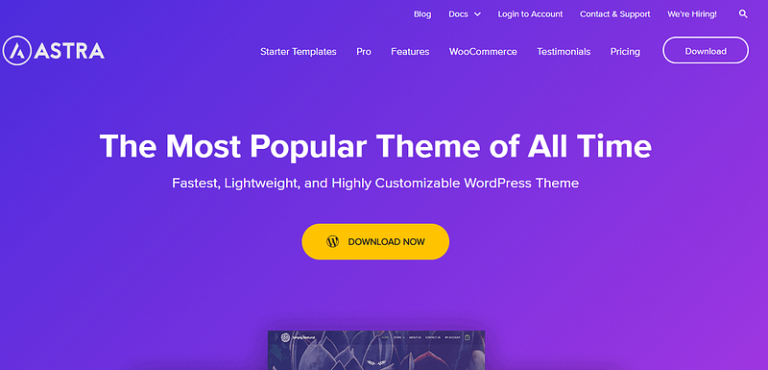 Blog Docs Login to Account Contact & Support We're Hiring!
ASTRA
Starter Templates Pro Features WooCommerce Testimonials Pricing Download
The Most Popular Theme of All Time
Fastest, Lightweight, and Highly Customizable WordPress Theme
DOWNLOAD NOW